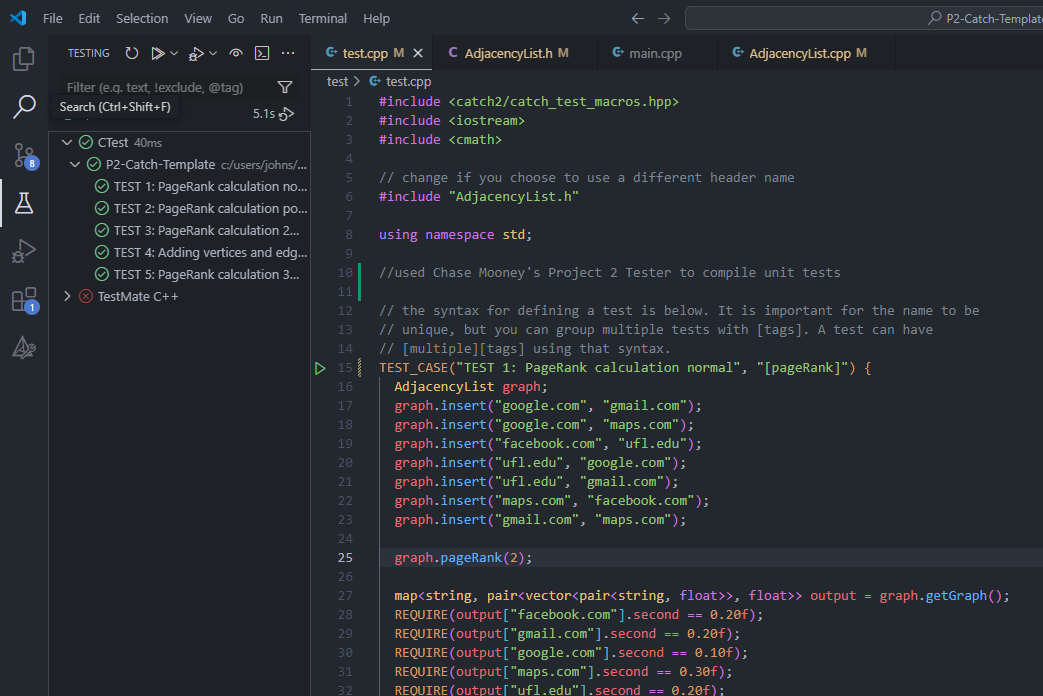 File Edit Selection View Go Run Terminal Help
P2-Catch-Template
TESTING
Filter (e.g. text, !exclude, @tag)
Search (Ctrl+Shift+F)
5.1s
CTest 40ms
P2-Catch-Template c:/users/johns/...
TEST 1: PageRank calculation no...
TEST 2: PageRank calculation po...
TEST 3: PageRank calculation 2...
TEST 4: Adding vertices and edg...
TEST 5: PageRank calculation 3...
TestMate C++
8
1
test.cpp M
C AdjacencyList.h M
main.cpp
AdjacencyList.cpp M
test > test.cpp
1 #include <catch2/catch_test_macros.hpp>
2 #include <iostream>
3 #include <cmath>
4
5 // change if you choose to use a different header name
6 #include "AdjacencyList.h"
7
8 using namespace std;
9
10 //used Chase Mooney's Project 2 Tester to compile unit tests
11
12 // the syntax for defining a test is below. It is important for the name to be
13 // unique, but you can group multiple tests with [tags]. A test can have
14 // [multiple][tags] using that syntax.
15 TEST_CASE("TEST 1: PageRank calculation normal", "[pageRank]") {
16 AdjacencyList graph;
17 graph.insert("google.com", "gmail.com");
18 graph.insert("google.com", "maps.com");
19 graph.insert("facebook.com", "ufl.edu");
20 graph.insert("ufl.edu", "google.com");
21 graph.insert("ufl.edu", "gmail.com");
22 graph.insert("maps.com", "facebook.com");
23 graph.insert("gmail.com", "maps.com");
24
25 graph.pageRank(2);
26
27 map<string, pair<vector<pair<string, float>>, float>> output = graph.getGraph();
28 REQUIRE(output["facebook.com"].second == 0.20f);
29 REQUIRE(output["gmail.com"].second == 0.20f);
30 REQUIRE(output["google.com"].second == 0.10f);
31 REQUIRE(output["maps.com"].second == 0.30f);
32 REQUIRE(output["ufl.edu"].second == 0.20f);